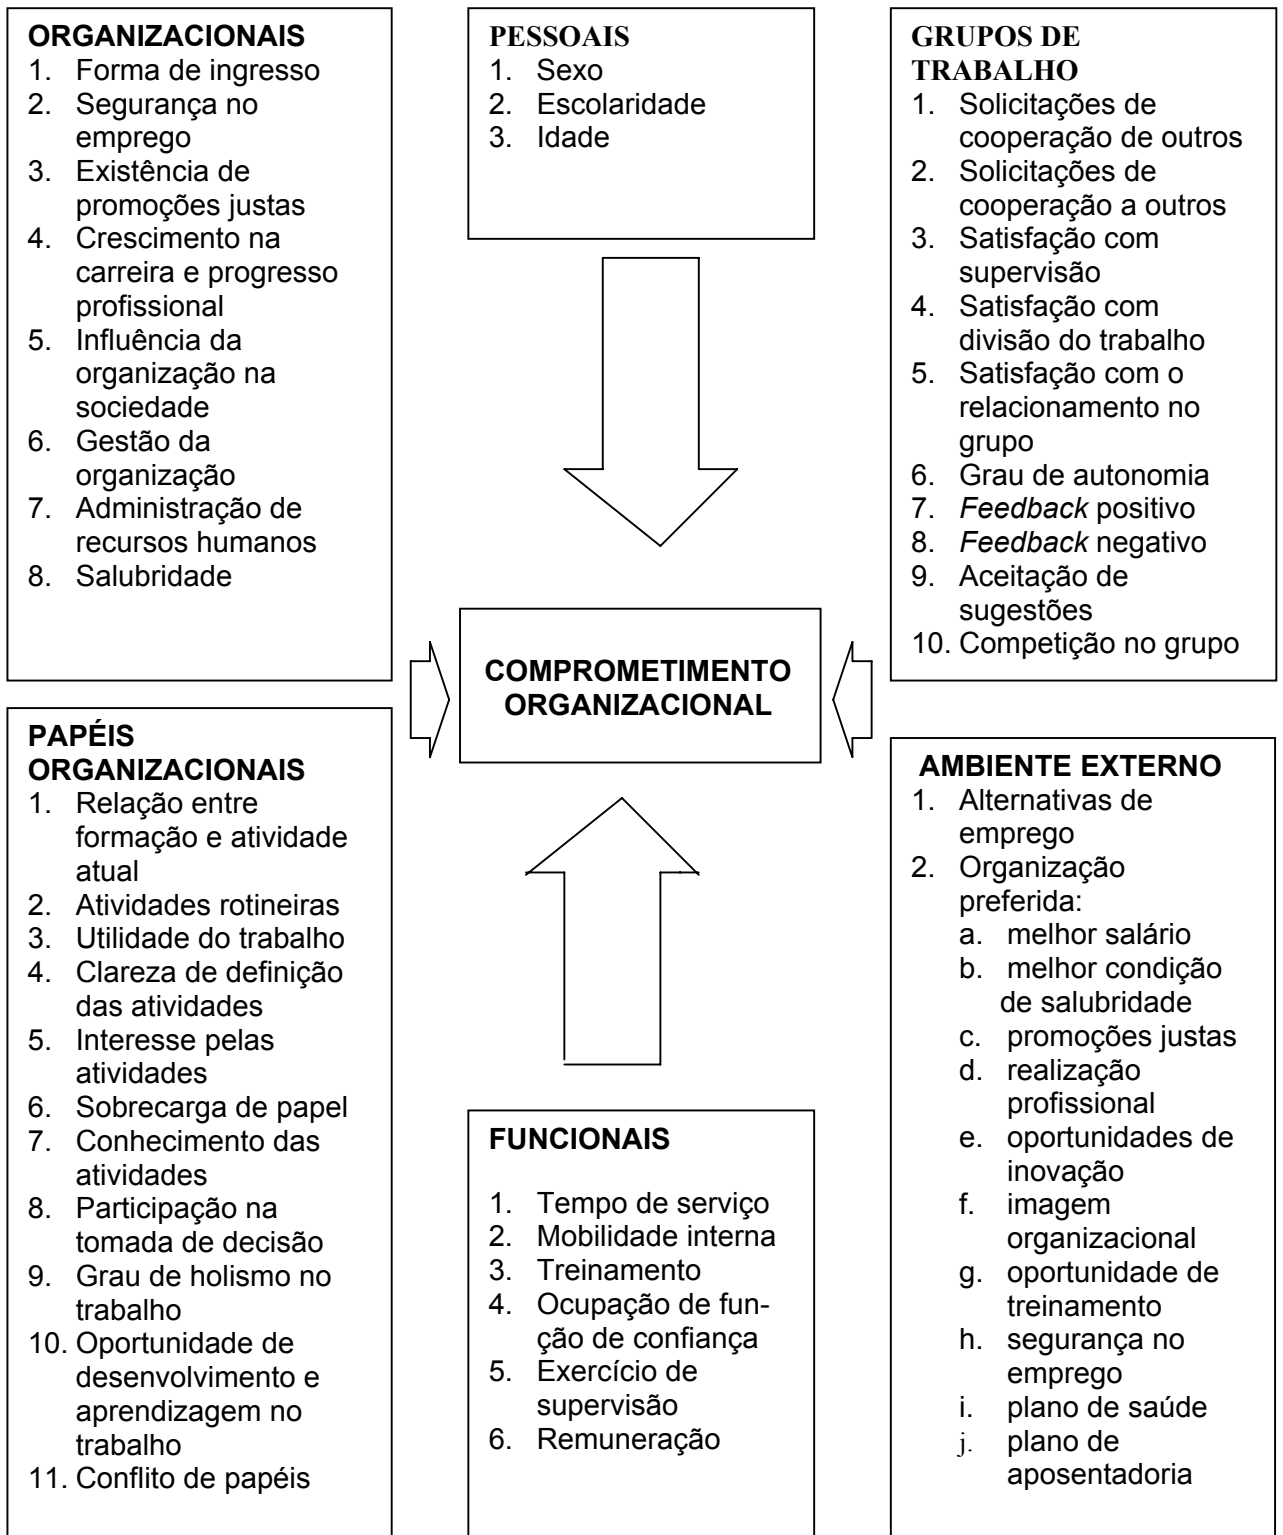 ORGANIZACIONAIS
1. Forma de ingresso
2. Segurança no
emprego
3. Existência de
promoções justas
4. Crescimento na
carreira e progresso
profissional
5. Influência da
organização na
sociedade
6. Gestão da
organização
7. Administração de
recursos humanos
8. Salubridade
PESSOAIS
1. Sexo
2. Escolaridade
3. Idade
GRUPOS DE
TRABALHO
1. Solicitações de
cooperação de outros
2. Solicitações de
cooperação a outros
3. Satisfação com
supervisão
4. Satisfação com
divisão do trabalho
5. Satisfação com o
relacionamento no
grupo
6. Grau de autonomia
7. Feedback positivo
8. Feedback negativo
9. Aceitação de
sugestões
10. Competição no grupo
COMPROMETIMENTO
ORGANIZACIONAL
PAPÉIS
ORGANIZACIONAIS
1. Relação entre
formação e atividade
atual
2. Atividades rotineiras
3. Utilidade do trabalho
4. Clareza de definição
das atividades
5. Interesse pelas
atividades
6. Sobrecarga de papel
7. Conhecimento das
atividades
8. Participação na
tomada de decisão
9. Grau de holismo no
trabalho
10. Oportunidade de
desenvolvimento e
aprendizagem no
trabalho
11. Conflito de papéis
FUNCIONAIS
1. Tempo de serviço
2. Mobilidade interna
3. Treinamento
4. Ocupação de fun-
ção de confiança
5. Exercício de
supervisão
6. Remuneração
AMBIENTE EXTERNO
1. Alternativas de
emprego
2. Organização
preferida:
a. melhor salário
b. melhor condição
de salubridade
c. promoções justas
d. realização
profissional
e. oportunidades de
inovação
f. imagem
organizacional
g. oportunidade de
treinamento
h. segurança no
emprego
i. plano de saúde
j. plano de
aposentadoria